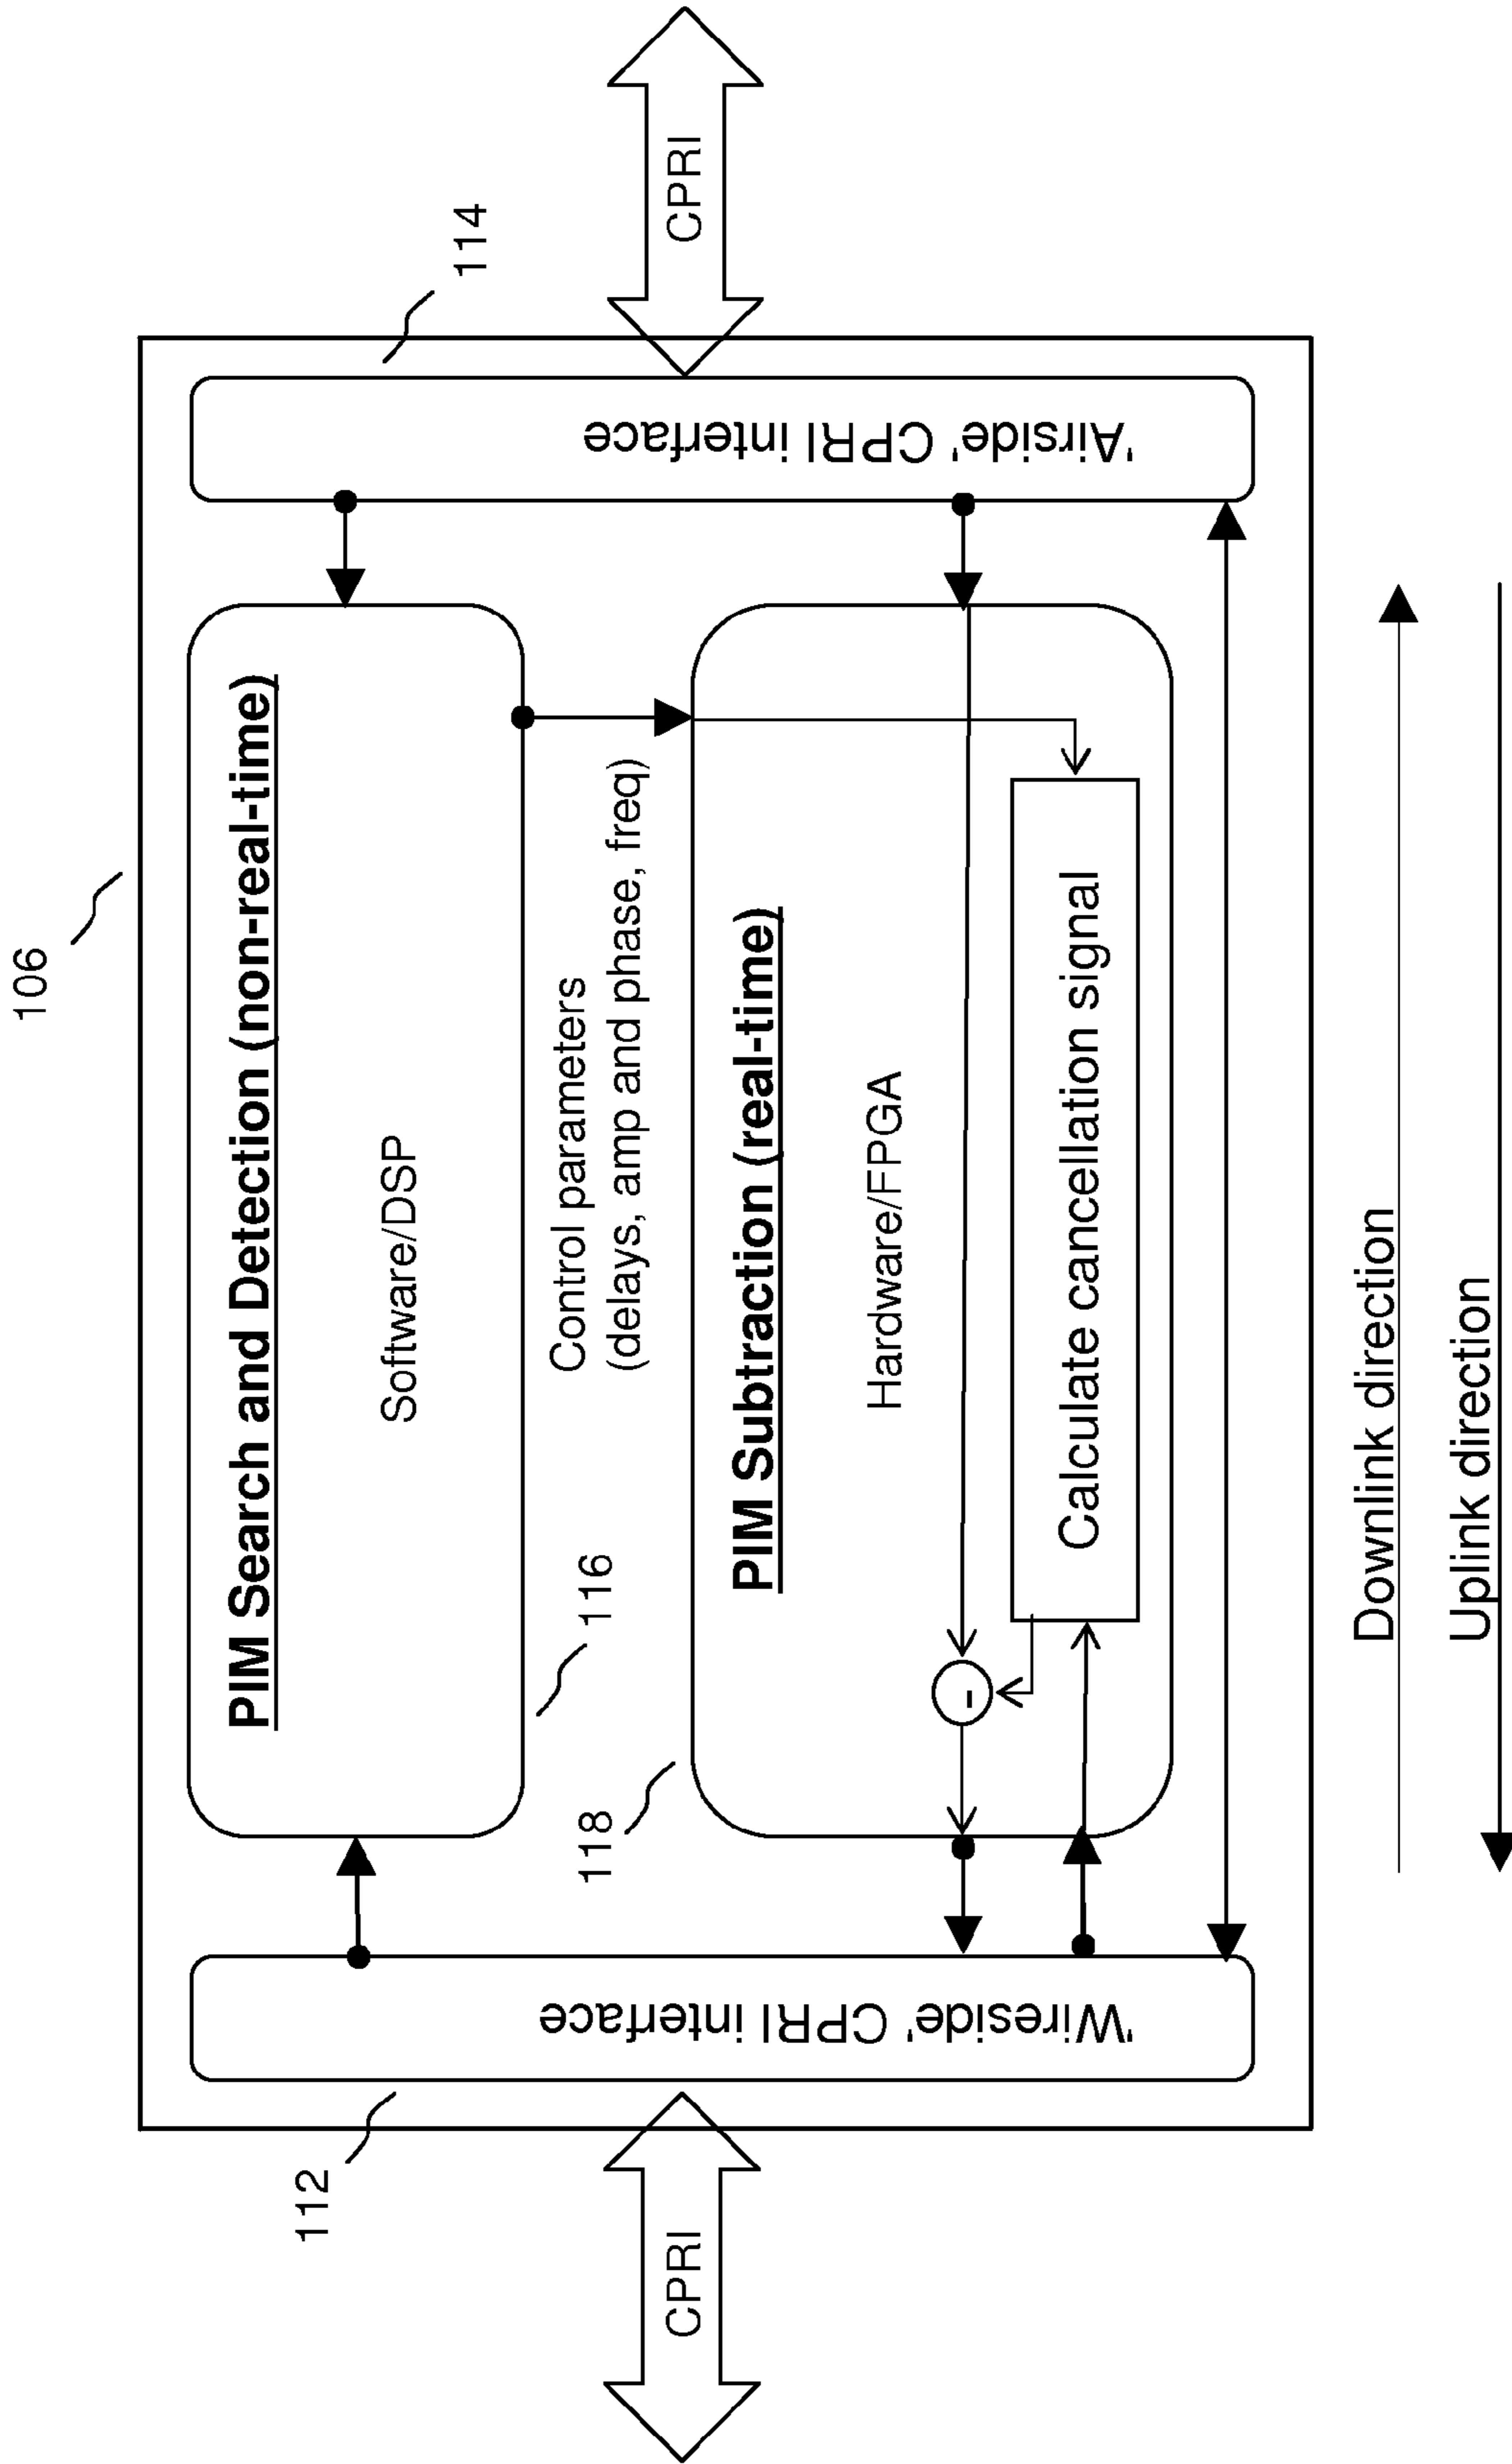 106
112
114
CPRI
CPRI
'Wireside' CPRI interface
'Airside' CPRI interface
PIM Search and Detection (non-real-time)
Software/DSP
116
Control parameters
(delays, amp and phase, freq)
118
PIM Subtraction (real-time)
Hardware/FPGA
-
Calculate cancellation signal
Downlink direction
Uplink direction